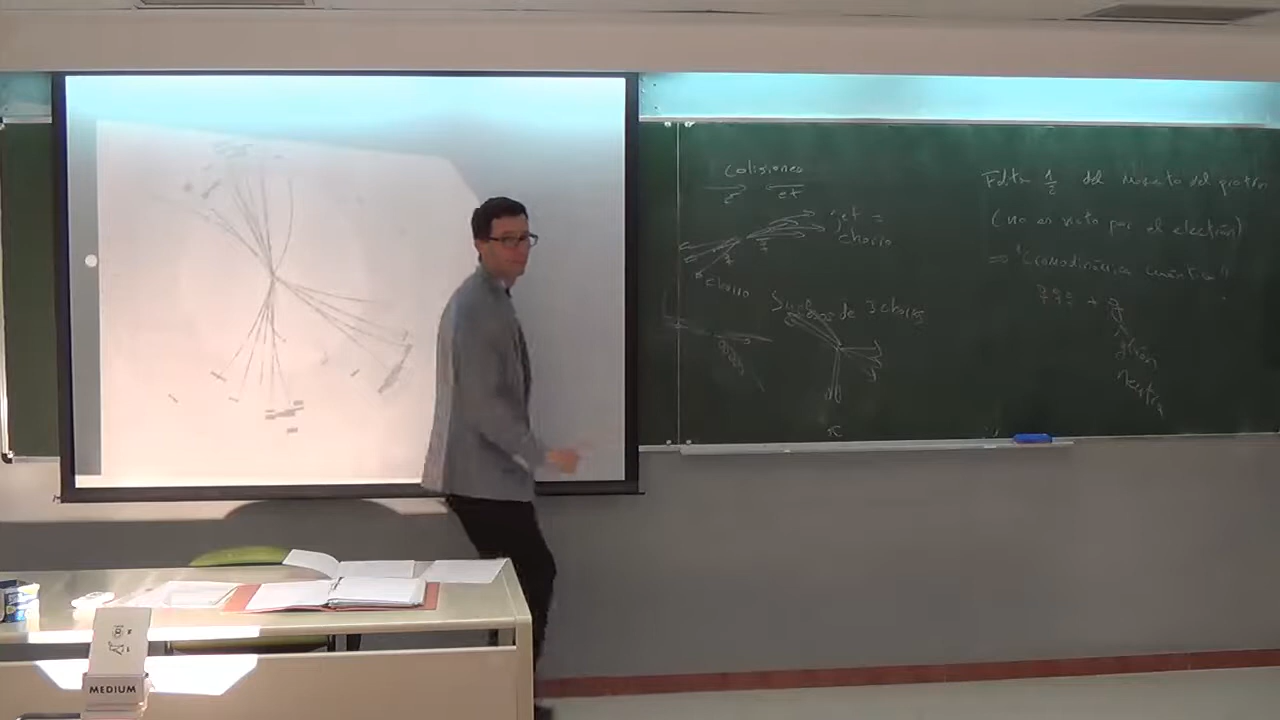 colisiones
e⁻ e+
jet =
chorro
q
q
chorro
Sucesos de 3 chorros
Falta 1/2 del momento del protón
(no es visto por el electrón)
⇒ "Cromodinámica cuántica"
qqq + g
gluón
neutro
MEDIUM